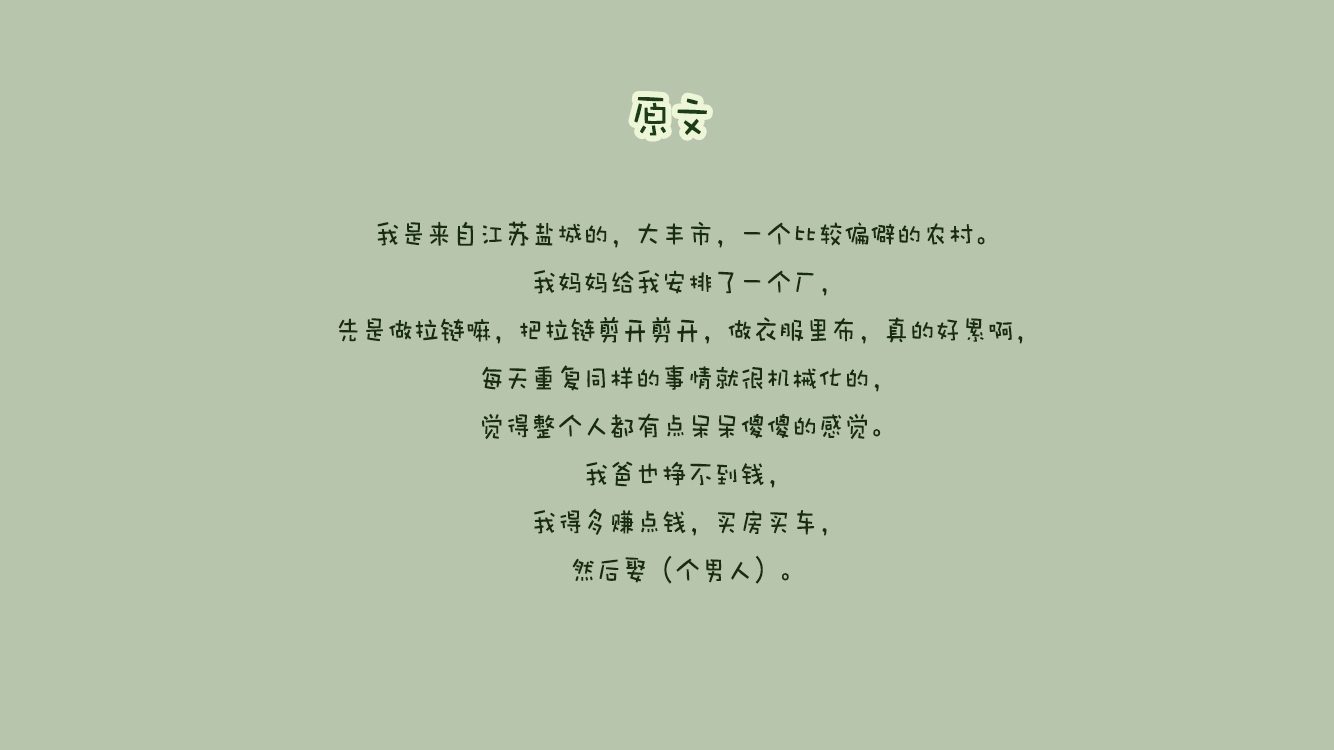 原文
我是来自江苏盐城的，大丰市，一个比较偏僻的农村。
我妈妈给我安排了一个厂，
先是做拉链嘛，把拉链剪开剪开，做衣服里布，真的好累啊，
每天重复同样的事情就很机械化的，
觉得整个人都有点呆呆傻傻的感觉。
我爸也挣不到钱，
我得多赚点钱，买房买车，
然后娶（个男人）。